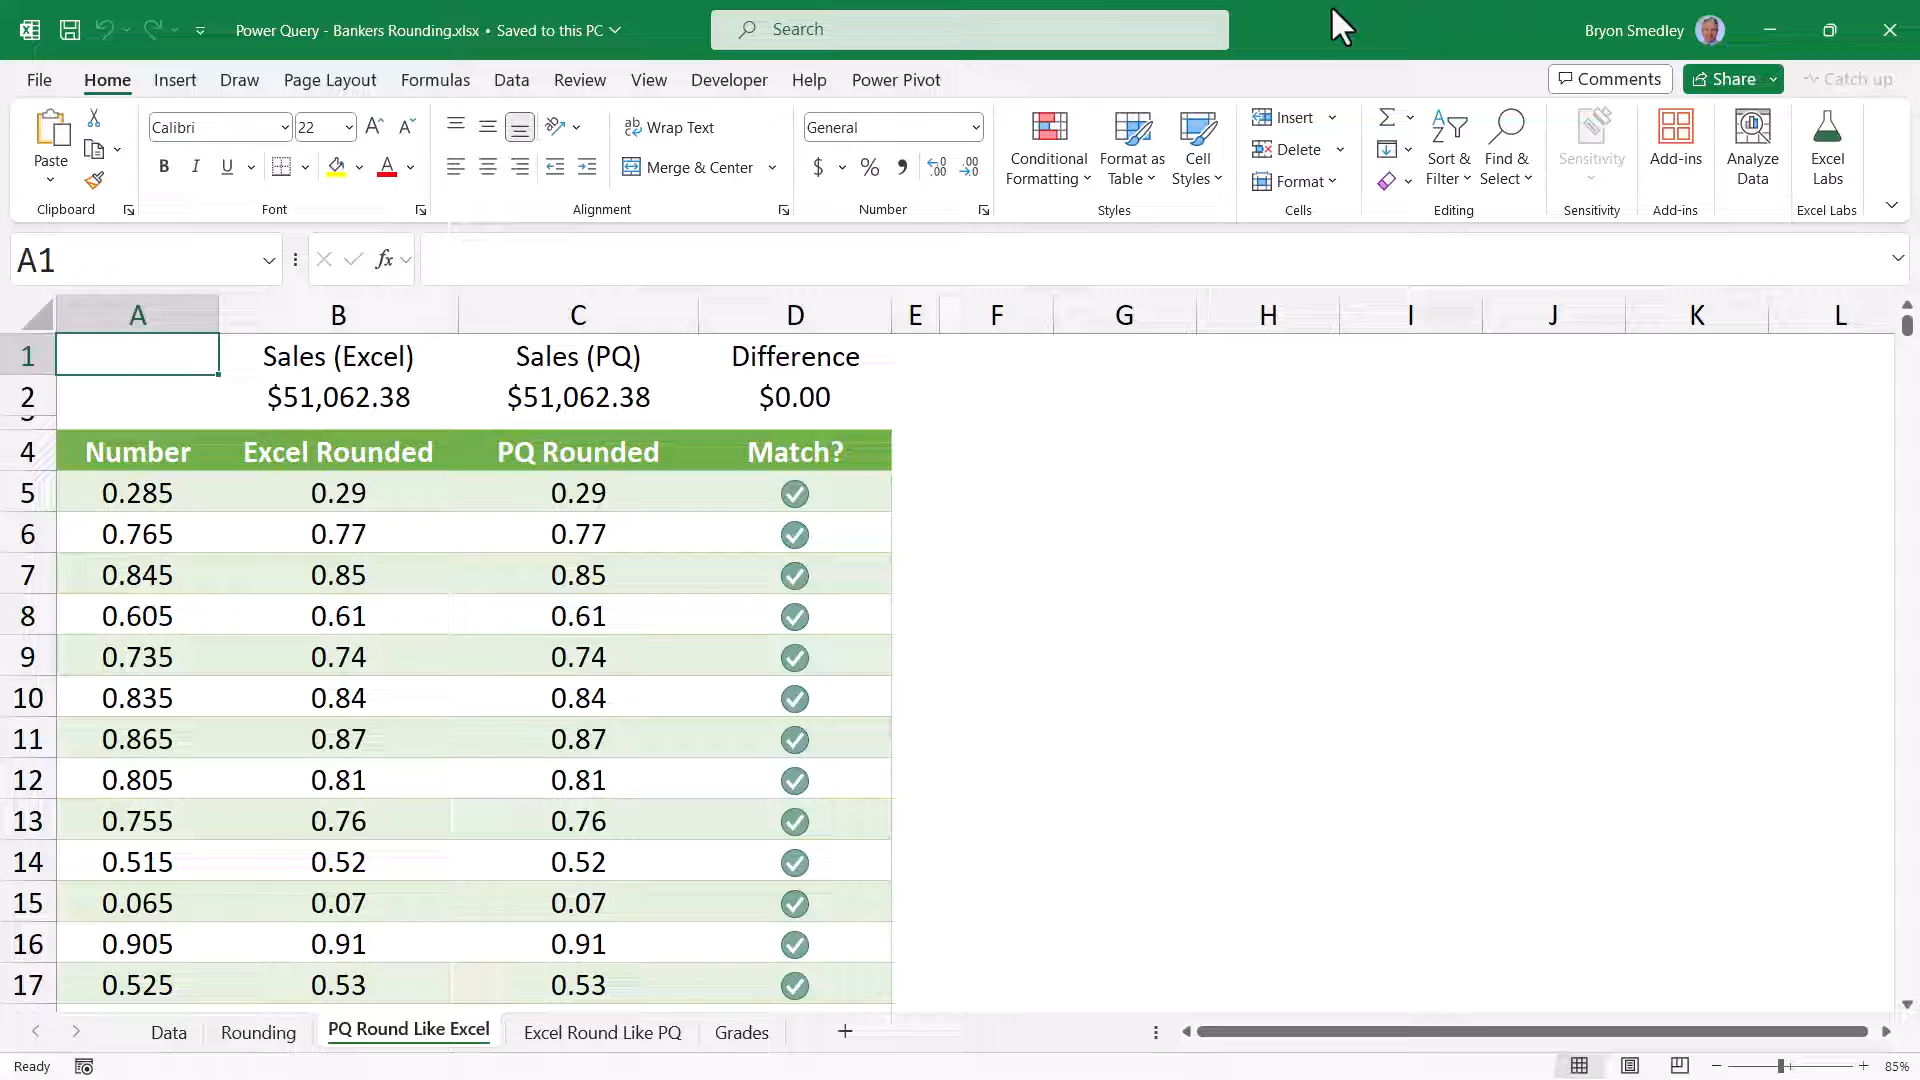 Power Query - Bankers Rounding.xlsx • Saved to this PC
Search
Bryon Smedley
File Home Insert Draw Page Layout Formulas Data Review View Developer Help Power Pivot
Comments Share Catch up
Paste
Clipboard
Calibri 22
B I U
Font
ab Wrap Text
Merge & Center
Alignment
General
$ % 9
Number
Conditional Formatting
Format as Table
Cell Styles
Styles
Insert
Delete
Format
Cells
Sort & Filter
Find & Select
Editing
Sensitivity
Sensitivity
Add-ins
Add-ins
Analyze Data
Excel Labs
Excel Labs
A1 fx
A B C D E F G H I J K L
1 Sales (Excel) Sales (PQ) Difference
2 $51,062.38 $51,062.38 $0.00
4 Number Excel Rounded PQ Rounded Match?
5 0.285 0.29 0.29
6 0.765 0.77 0.77
7 0.845 0.85 0.85
8 0.605 0.61 0.61
9 0.735 0.74 0.74
10 0.835 0.84 0.84
11 0.865 0.87 0.87
12 0.805 0.81 0.81
13 0.755 0.76 0.76
14 0.515 0.52 0.52
15 0.065 0.07 0.07
16 0.905 0.91 0.91
17 0.525 0.53 0.53
Data Rounding PQ Round Like Excel Excel Round Like PQ Grades
Ready 85%